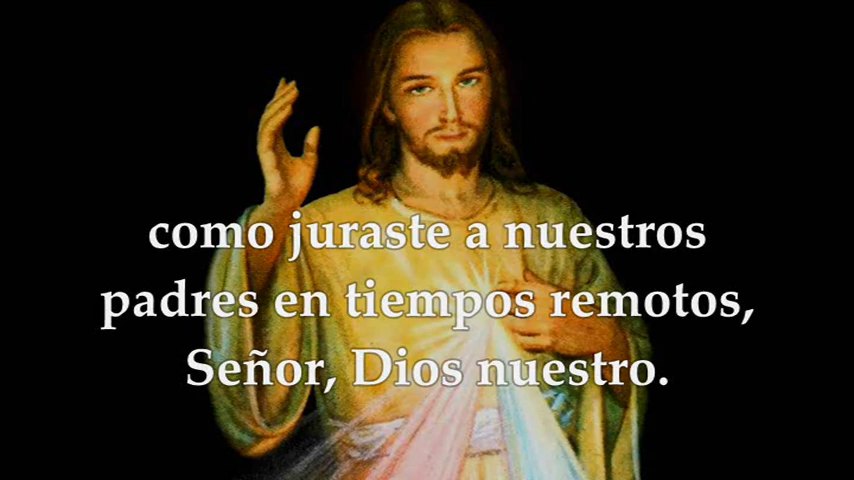 como juraste a nuestros
padres en tiempos remotos,
Señor, Dios nuestro.